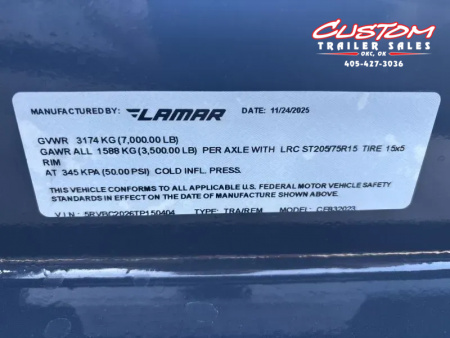 CUSTOM
TRAILER SALES
OKC, OK
405-427-3036
MANUFACTURED BY: LAMAR DATE: 11/24/2025
GVWR 3174 KG (7,000.00 LB)
GAWR ALL 1588 KG (3,500.00 LB) PER AXLE WITH LRC ST205/75R15 TIRE 15x5
RIM
AT 345 KPA (50.00 PSI) COLD INFL. PRESS.
THIS VEHICLE CONFORMS TO ALL APPLICABLE U.S. FEDERAL MOTOR VEHICLE SAFETY
STANDARDS IN EFFECT ON THE DATE OF MANUFACTURE SHOWN ABOVE.
V.I.N.: 5RVBC2026TP150404 TYPE: TRA/REM MODEL: